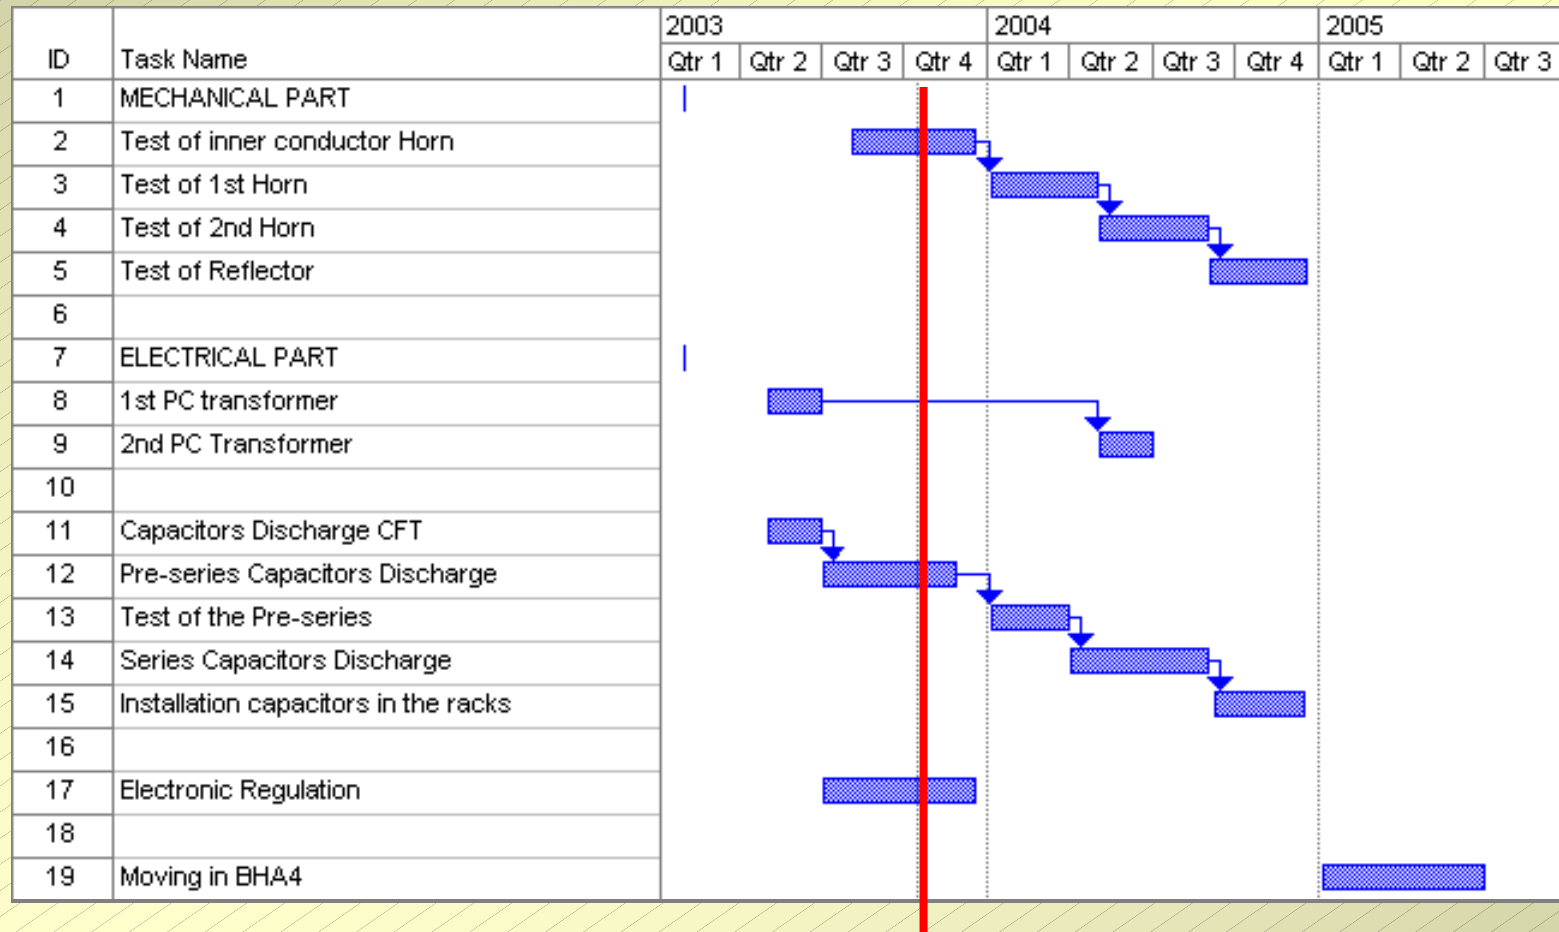 2003 2004 2005
ID Task Name Qtr 1 Qtr 2 Qtr 3 Qtr 4 Qtr 1 Qtr 2 Qtr 3 Qtr 4 Qtr 1 Qtr 2 Qtr 3
1 MECHANICAL PART
2 Test of inner conductor Horn
3 Test of 1st Horn
4 Test of 2nd Horn
5 Test of Reflector
6
7 ELECTRICAL PART
8 1st PC transformer
9 2nd PC Transformer
10
11 Capacitors Discharge CFT
12 Pre-series Capacitors Discharge
13 Test of the Pre-series
14 Series Capacitors Discharge
15 Installation capacitors in the racks
16
17 Electronic Regulation
18
19 Moving in BHA4